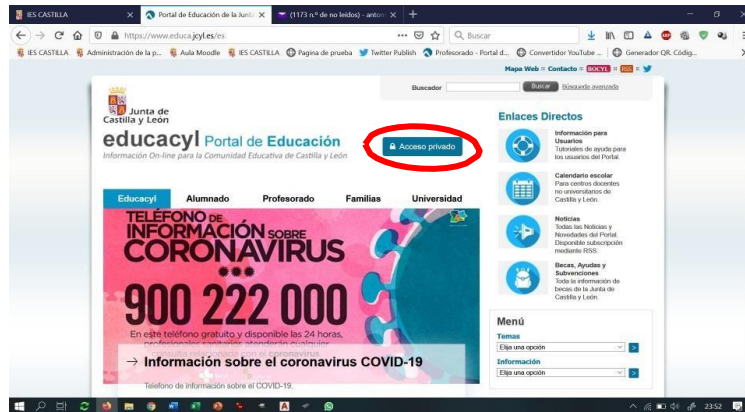 IES CASTILLA
Portal de Educación de la Junta
(1173 n.º de no leídos) - anton
https://www.educa.jcyl.es/es
Buscar
IES CASTILLA
Administración de la p...
Aula Moodle
IES CASTILLA
Pagina de prueba
Twitter Publish
Profesorado - Portal d...
Convertidor YouTube ...
Generador QR. Códig...
Mapa Web
Contacto
BOCYL
RSS
Buscador
Buscar
Búsqueda avanzada
Junta de
Castilla y León
educacyl Portal de Educación
Información On-line para la Comunidad Educativa de Castilla y León
Acceso privado
Educacyl
Alumnado
Profesorado
Familias
Universidad
TELÉFONO DE
INFORMACIÓN SOBRE
CORONAVIRUS
900 222 000
En este teléfono gratuito y disponible las 24 horas,
profesionales sanitarios atenderán cualquier
→ Información sobre el coronavirus COVID-19
Telefono de información sobre el COVID-19.
Enlaces Directos
Información para
Usuarios
Tutoriales de ayuda para
los usuarios del Portal.
Calendario escolar
Para centros docentes
no universitarios de
Castilla y León.
Noticias
Todas las Noticias y
Novedades del Portal.
Disponible subscripción
mediante RSS.
Becas, Ayudas y
Subvenciones
Toda la información de
becas de la Junta de
Castilla y León.
Menú
Temas
Elija una opción
Información
Elija una opción
23:52